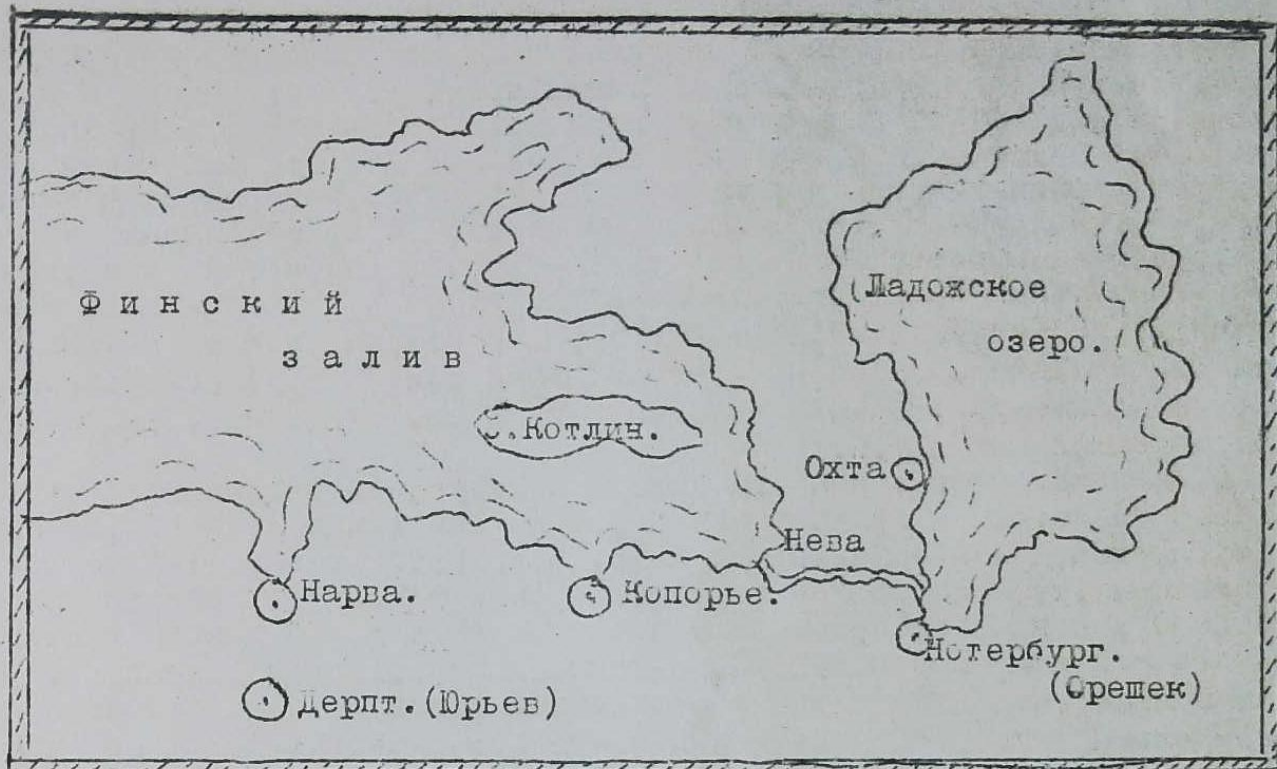 Финский
залив
Ладожское
озеро.
О.Котлин.
Охта
Нева
Нарва.
Копорье.
Нотербург.
(Орешек)
Дерпт.(Юрьев)